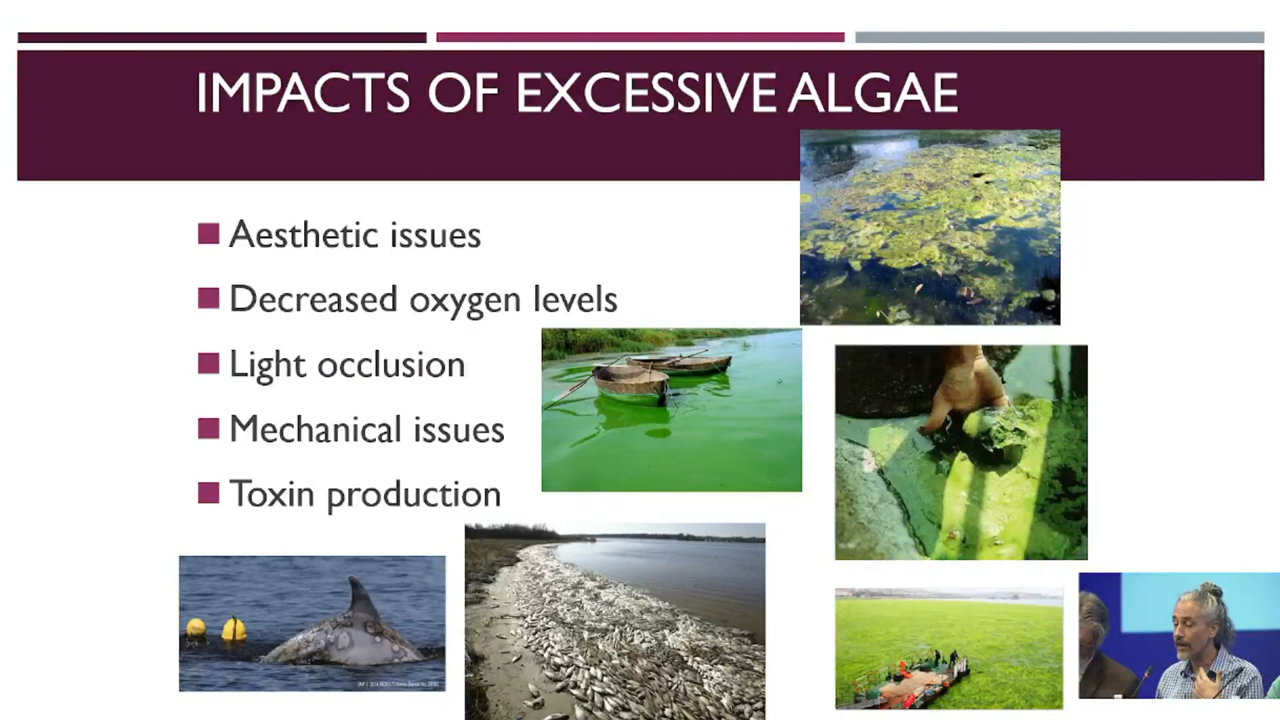 IMPACTS OF EXCESSIVE ALGAE
Aesthetic issues
Decreased oxygen levels
Light occlusion
Mechanical issues
Toxin production